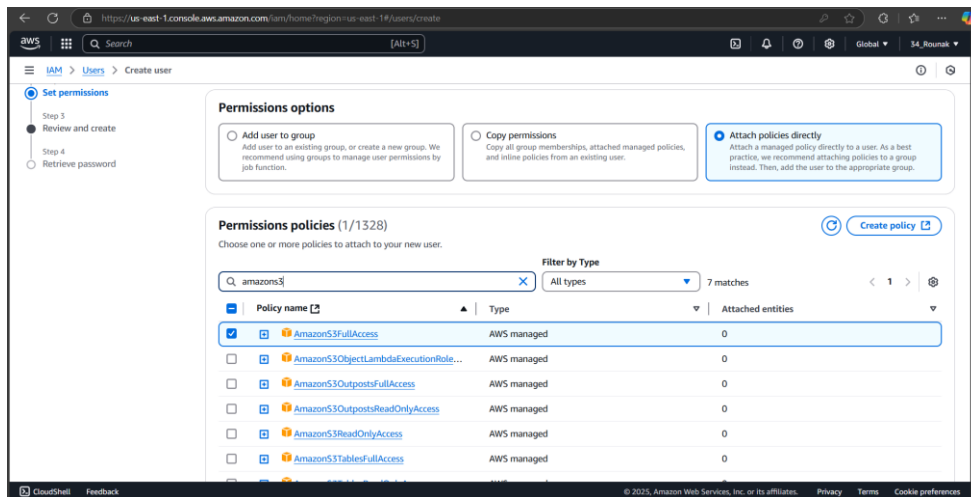 https://us-east-1.console.aws.amazon.com/iam/home?region=us-east-1#/users/create
aws
Search
[Alt+S]
Global
34_Rounak
IAM > Users > Create user
Set permissions
Step 3
Review and create
Step 4
Retrieve password
Permissions options
Add user to group
Add user to an existing group, or create a new group. We
recommend using groups to manage user permissions by
job function.
Copy permissions
Copy all group memberships, attached managed policies,
and inline policies from an existing user.
Attach policies directly
Attach a managed policy directly to a user. As a best
practice, we recommend attaching policies to a group
instead. Then, add the user to the appropriate group.
Permissions policies (1/1328)
Create policy
Choose one or more policies to attach to your new user.
Filter by Type
amazons3
All types
7 matches
1
Policy name
Type
Attached entities
AmazonS3FullAccess AWS managed 0
AmazonS3ObjectLambdaExecutionRole... AWS managed 0
AmazonS3OutpostsFullAccess AWS managed 0
AmazonS3OutpostsReadOnlyAccess AWS managed 0
AmazonS3ReadOnlyAccess AWS managed 0
AmazonS3TablesFullAccess AWS managed 0
CloudShell Feedback
© 2025, Amazon Web Services, Inc. or its affiliates. Privacy Terms Cookie preferences